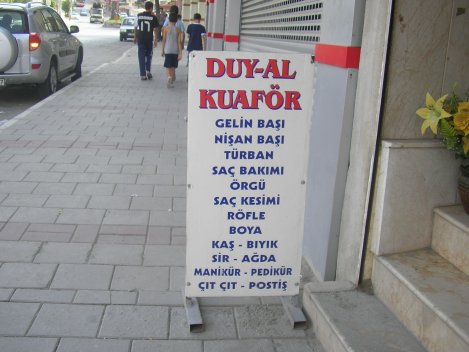 DUY-AL
KUAFÖR
GELİN BAŞI
NİŞAN BAŞI
TÜRBAN
SAÇ BAKIMI
ÖRGÜ
SAÇ KESİMİ
RÖFLE
BOYA
KAŞ - BIYIK
SIR - AĞDA
MANİKÜR - PEDİKÜR
ÇIT ÇIT - POSTİŞ